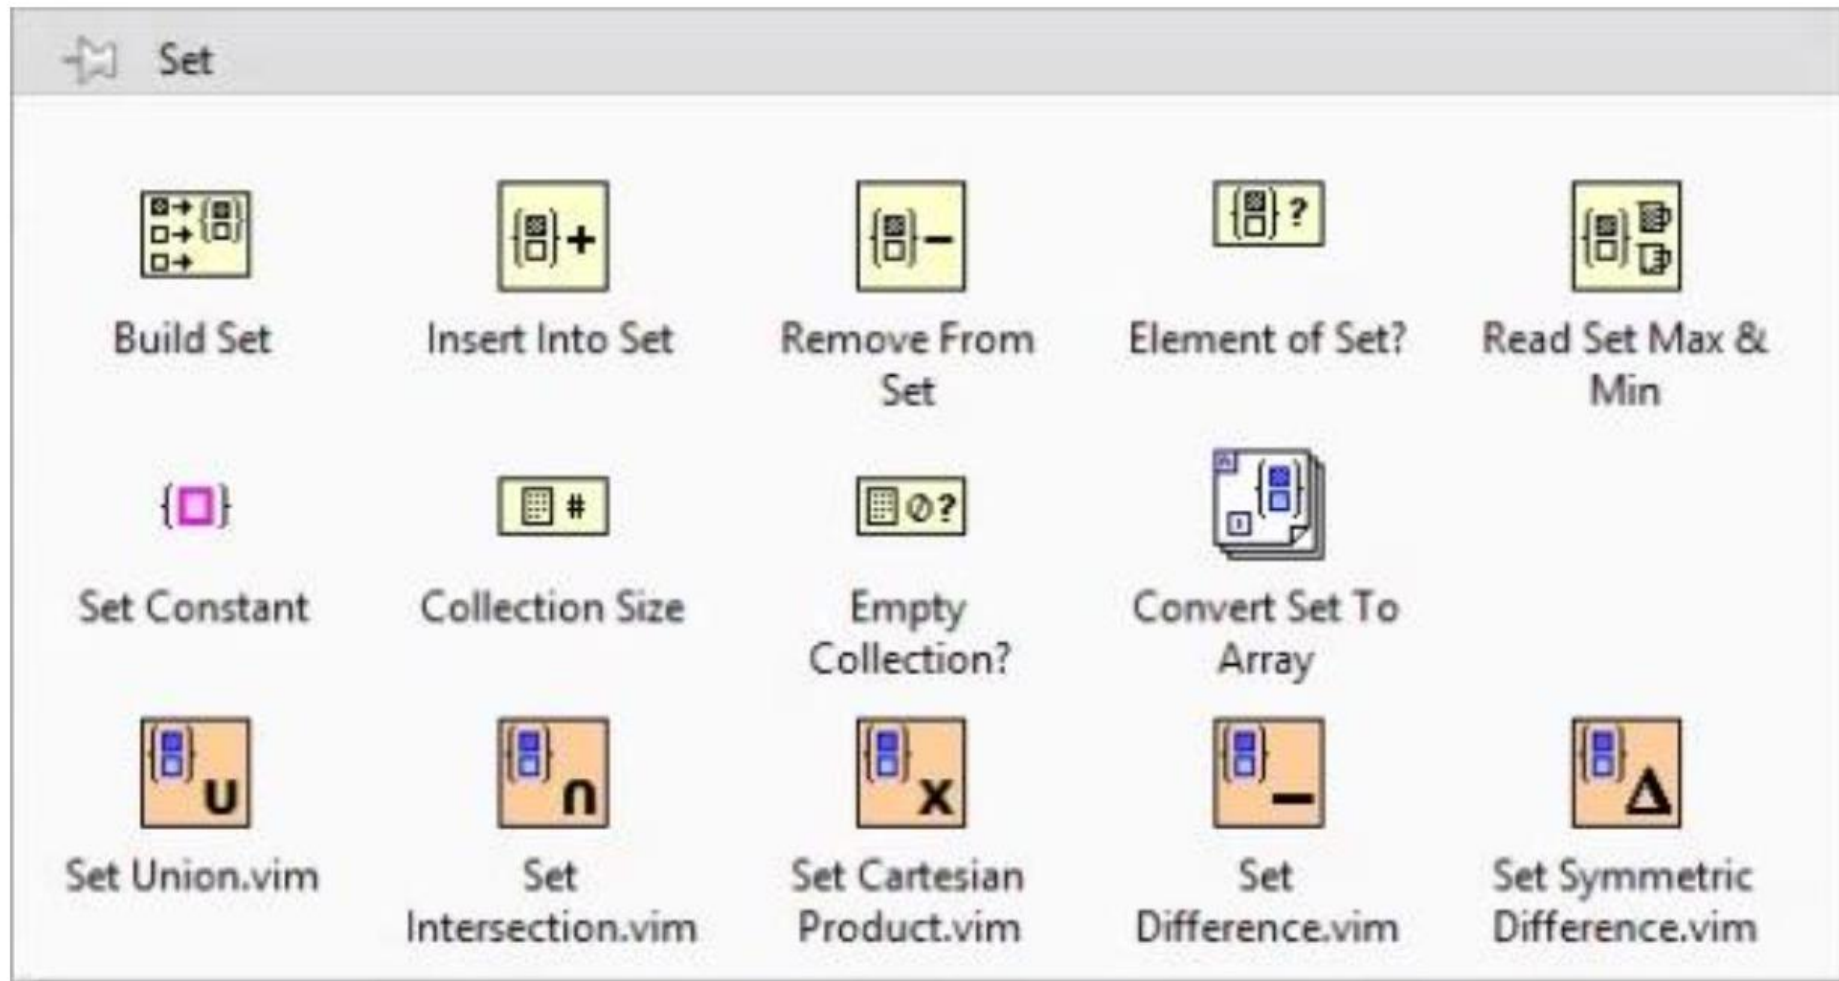 Set
Build Set
Insert Into Set
Remove From
Set
Element of Set?
Read Set Max &
Min
Set Constant
Collection Size
Empty
Collection?
Convert Set To
Array
Set Union.vim
Set
Intersection.vim
Set Cartesian
Product.vim
Set
Difference.vim
Set Symmetric
Difference.vim